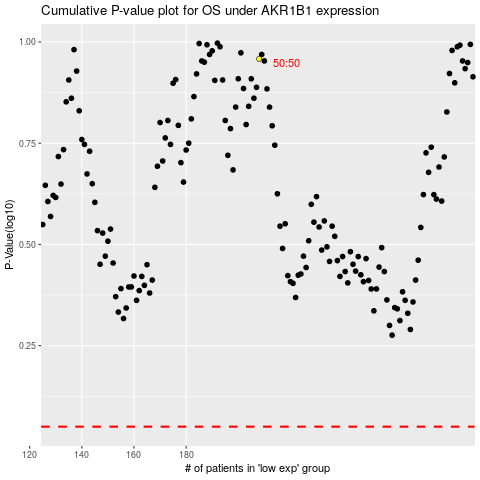 Cumulative P-value plot for OS under AKR1B1 expression
1.00
50:50
0.75
P-Value(log10)
0.50
0.25
120 140 160 180
# of patients in 'low exp' group